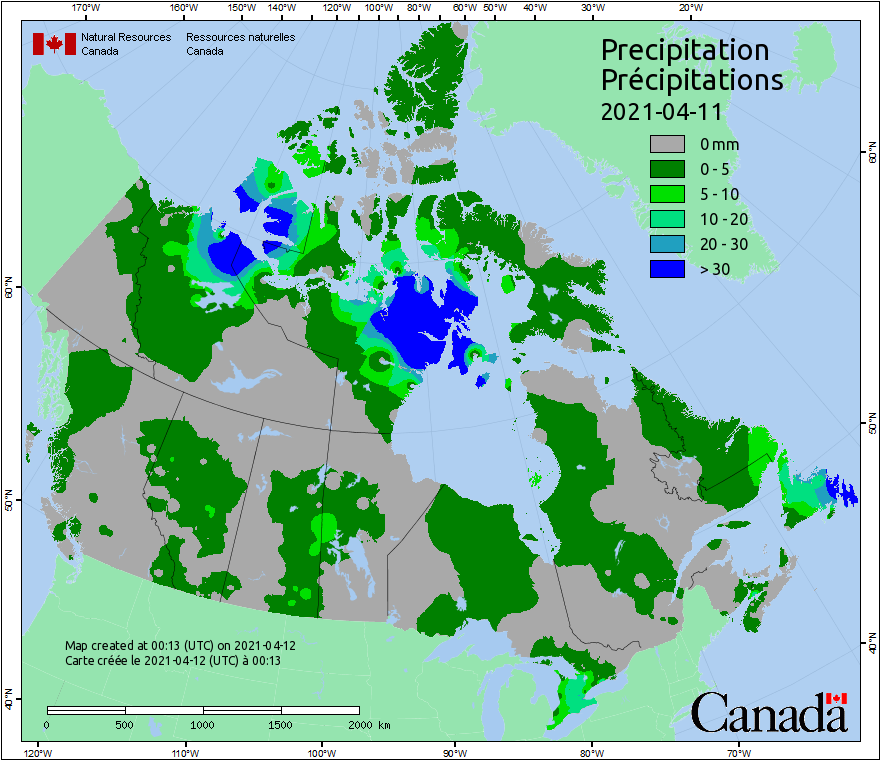 170°W 160°W 150°W 140°W 120°W 110°W 100°W 90°W 80°W 70°W 60°W 50°W 40°W 30°W 20°W
Natural Resources Ressources naturelles
Canada Canada
Precipitation
Précipitations
2021-04-11
0 mm
0 - 5
5 - 10
10 - 20
20 - 30
> 30
60°N
60°N
50°N
50°N
40°N
40°N
Map created at 00:13 (UTC) on 2021-04-12
Carte créée le 2021-04-12 (UTC) à 00:13
0 500 1000 1500 2000 km
Canada
120°W 110°W 100°W 90°W 80°W 70°W